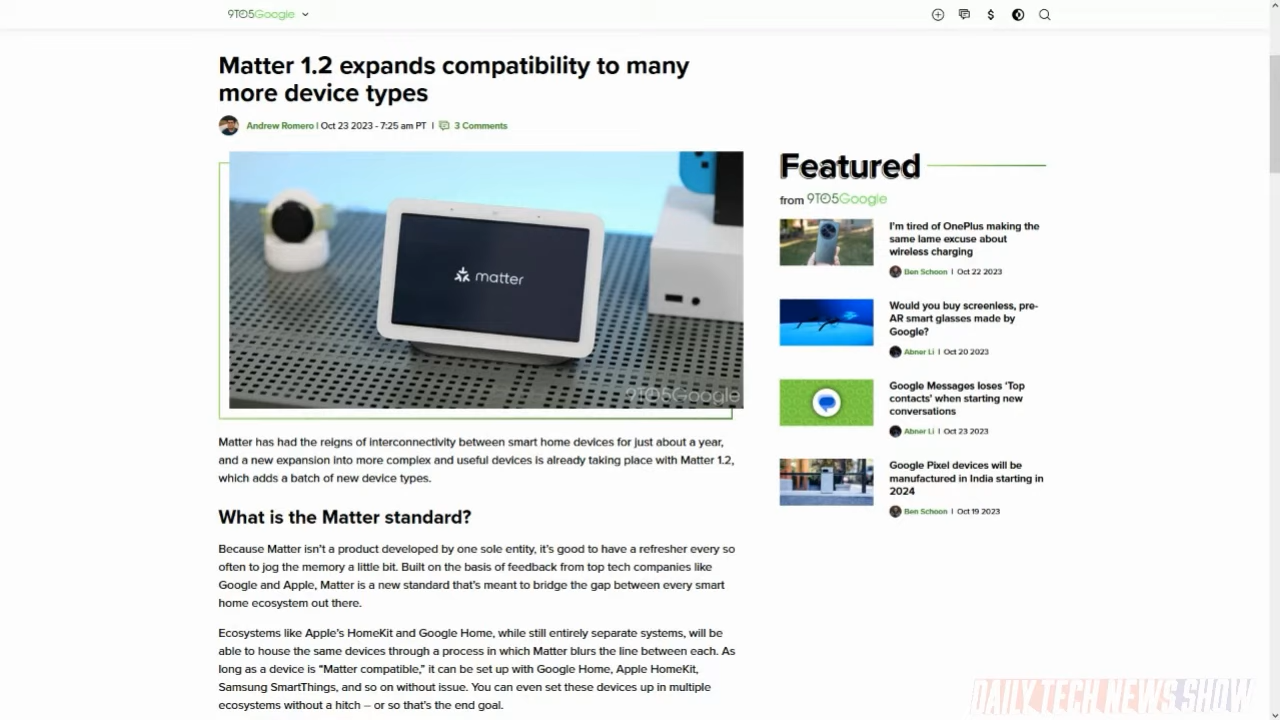 9TO5Google
Matter 1.2 expands compatibility to many
more device types
Andrew Romero | Oct 23 2023 - 7:25 am PT | 3 Comments
matter
9TO5Google
Matter has had the reigns of interconnectivity between smart home devices for just about a year,
and a new expansion into more complex and useful devices is already taking place with Matter 1.2,
which adds a batch of new device types.
What is the Matter standard?
Because Matter isn't a product developed by one sole entity, it's good to have a refresher every so
often to jog the memory a little bit. Built on the basis of feedback from top tech companies like
Google and Apple, Matter is a new standard that's meant to bridge the gap between every smart
home ecosystem out there.
Ecosystems like Apple's HomeKit and Google Home, while still entirely separate systems, will be
able to house the same devices through a process in which Matter blurs the line between each. As
long as a device is "Matter compatible," it can be set up with Google Home, Apple HomeKit,
Samsung SmartThings, and so on without issue. You can even set these devices up in multiple
ecosystems without a hitch – or so that's the end goal.
Featured
from 9TO5Google
I'm tired of OnePlus making the
same lame excuse about
wireless charging
Ben Schoon | Oct 22 2023
Would you buy screenless, pre-
AR smart glasses made by
Google?
Abner Li | Oct 20 2023
Google Messages loses 'Top
contacts' when starting new
conversations
Abner Li | Oct 23 2023
Google Pixel devices will be
manufactured in India starting in
2024
Ben Schoon | Oct 19 2023
DAILY TECH NEWS SHOW